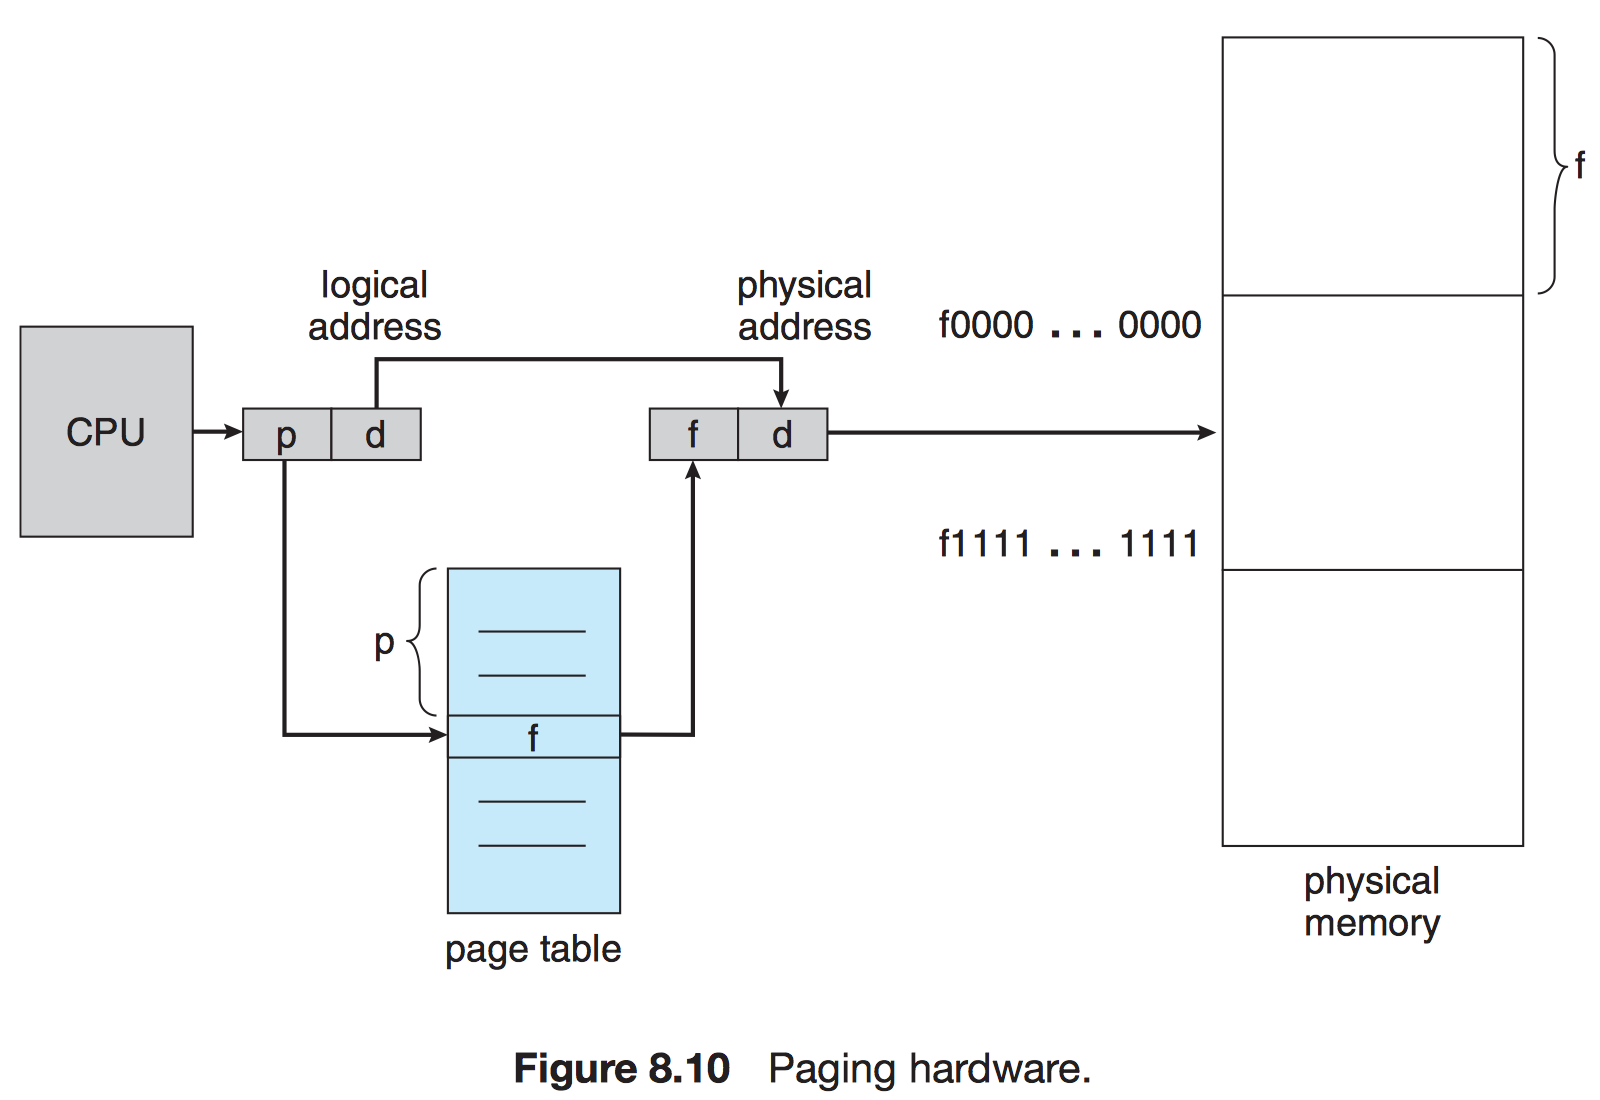 logical
address
physical
address
CPU
p
d
f
d
f0000 ... 0000
f1111 ... 1111
f
p
f
page table
physical
memory
Figure 8.10 Paging hardware.